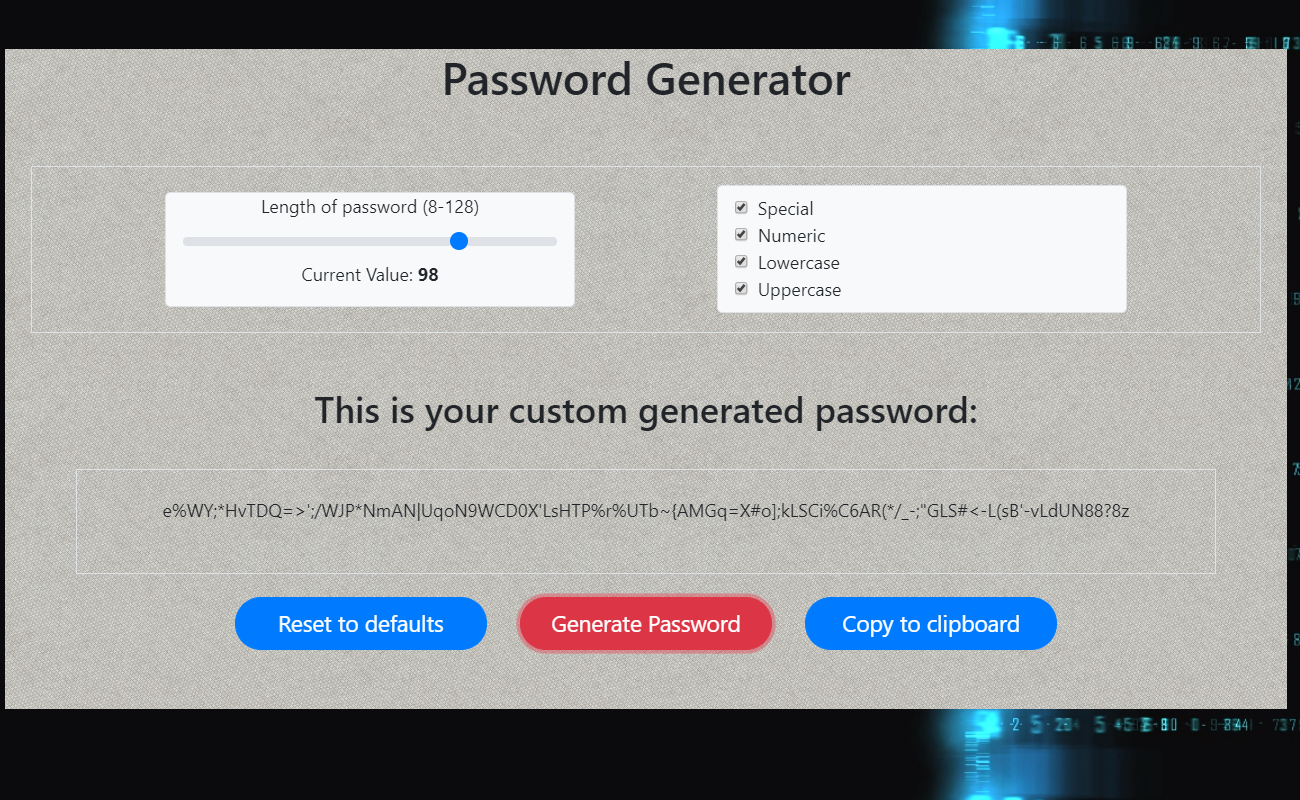 Password Generator
Length of password (8-128)
Current Value: 98
Special
Numeric
Lowercase
Uppercase
This is your custom generated password:
e%WY;*HvTDQ=>';/WJP*NmAN|UqoN9WCD0X'LsHTP%r%UTb~{AMGq=X#o];kLSCi%C6AR(*/_-;"GLS#<-L(sB'-vLdUN88?8z
Reset to defaults
Generate Password
Copy to clipboard